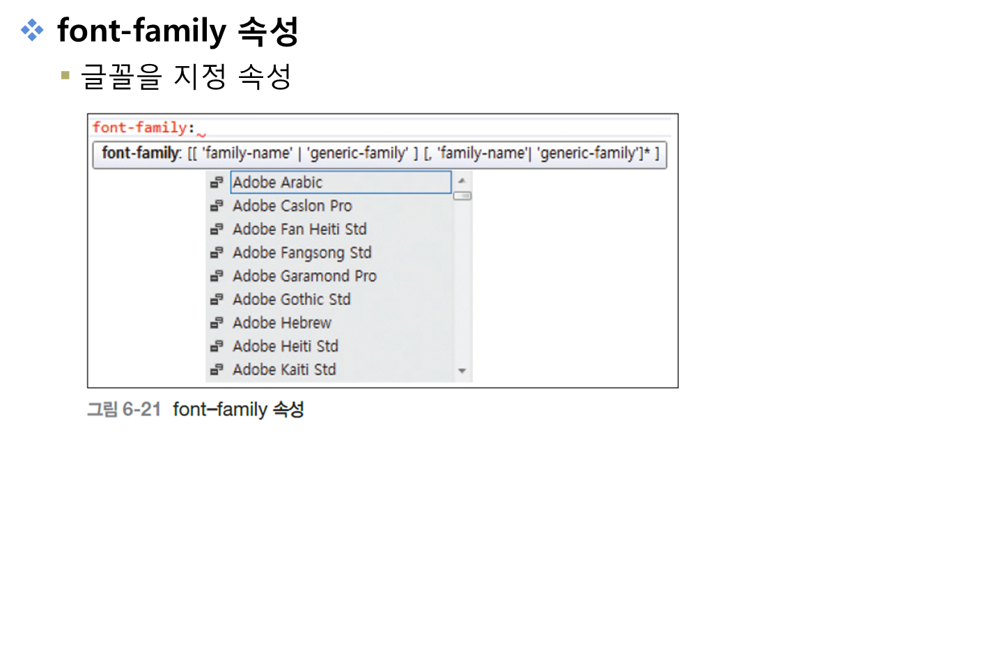 font-family 속성
글꼴을 지정 속성
font-family:
font-family: [[ 'family-name' | 'generic-family' ] [, 'family-name'| 'generic-family']* ]
Adobe Arabic
Adobe Caslon Pro
Adobe Fan Heiti Std
Adobe Fangsong Std
Adobe Garamond Pro
Adobe Gothic Std
Adobe Hebrew
Adobe Heiti Std
Adobe Kaiti Std
그림 6-21 font–family 속성